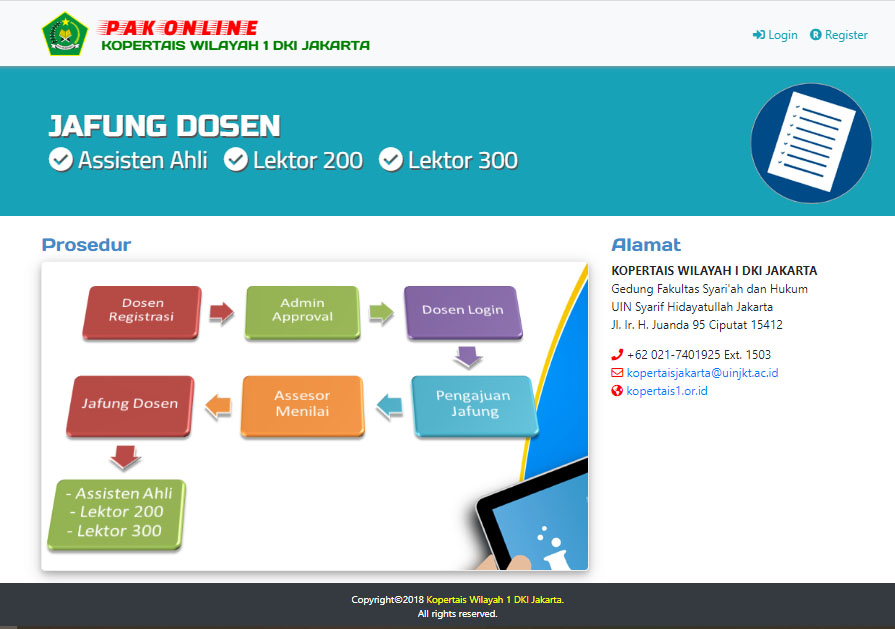 PAK ONLINE
KOPERTAIS WILAYAH 1 DKI JAKARTA
Login
Register
JAFUNG DOSEN
Assisten Ahli
Lektor 200
Lektor 300
Prosedur
Dosen
Registrasi
Admin
Approval
Dosen Login
Pengajuan
Jafung
Assesor
Menilai
Jafung Dosen
- Assisten Ahli
- Lektor 200
- Lektor 300
Alamat
KOPERTAIS WILAYAH I DKI JAKARTA
Gedung Fakultas Syari'ah dan Hukum
UIN Syarif Hidayatullah Jakarta
Jl. Ir. H. Juanda 95 Ciputat 15412
+62 021-7401925 Ext. 1503
kopertaisjakarta@uinjkt.ac.id
kopertais1.or.id
Copyright©2018 Kopertais Wilayah 1 DKI Jakarta.
All rights reserved.